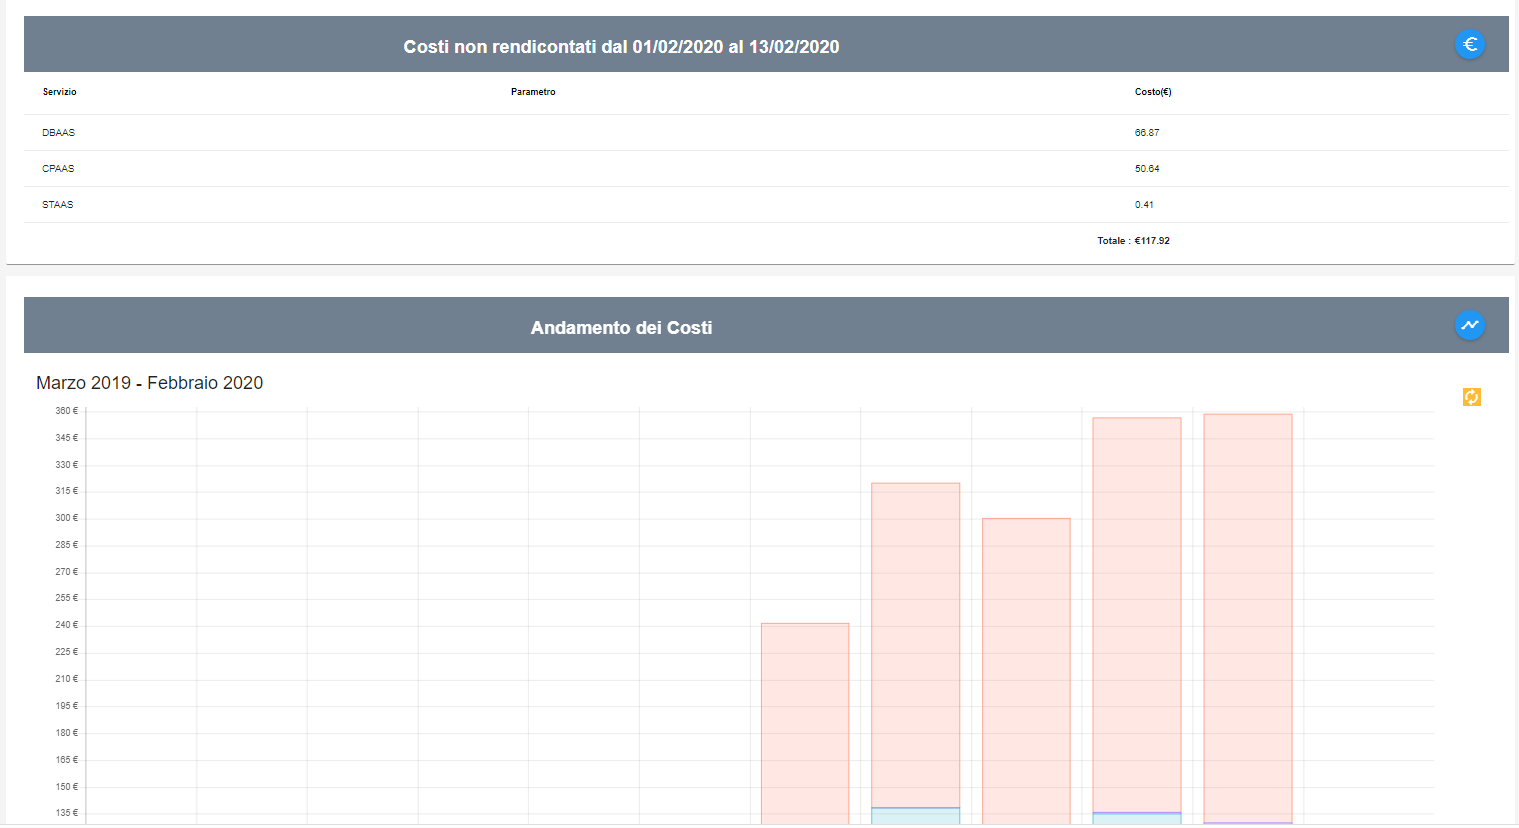 Costi non rendicontati dal 01/02/2020 al 13/02/2020
€
Servizio Parametro Costo(€)
DBAAS 66.87
CPAAS 50.64
STAAS 0.41
Totale : €117.92
Andamento dei Costi
Marzo 2019 - Febbraio 2020
360 €
345 €
330 €
315 €
300 €
285 €
270 €
255 €
240 €
225 €
210 €
195 €
180 €
165 €
150 €
135 €